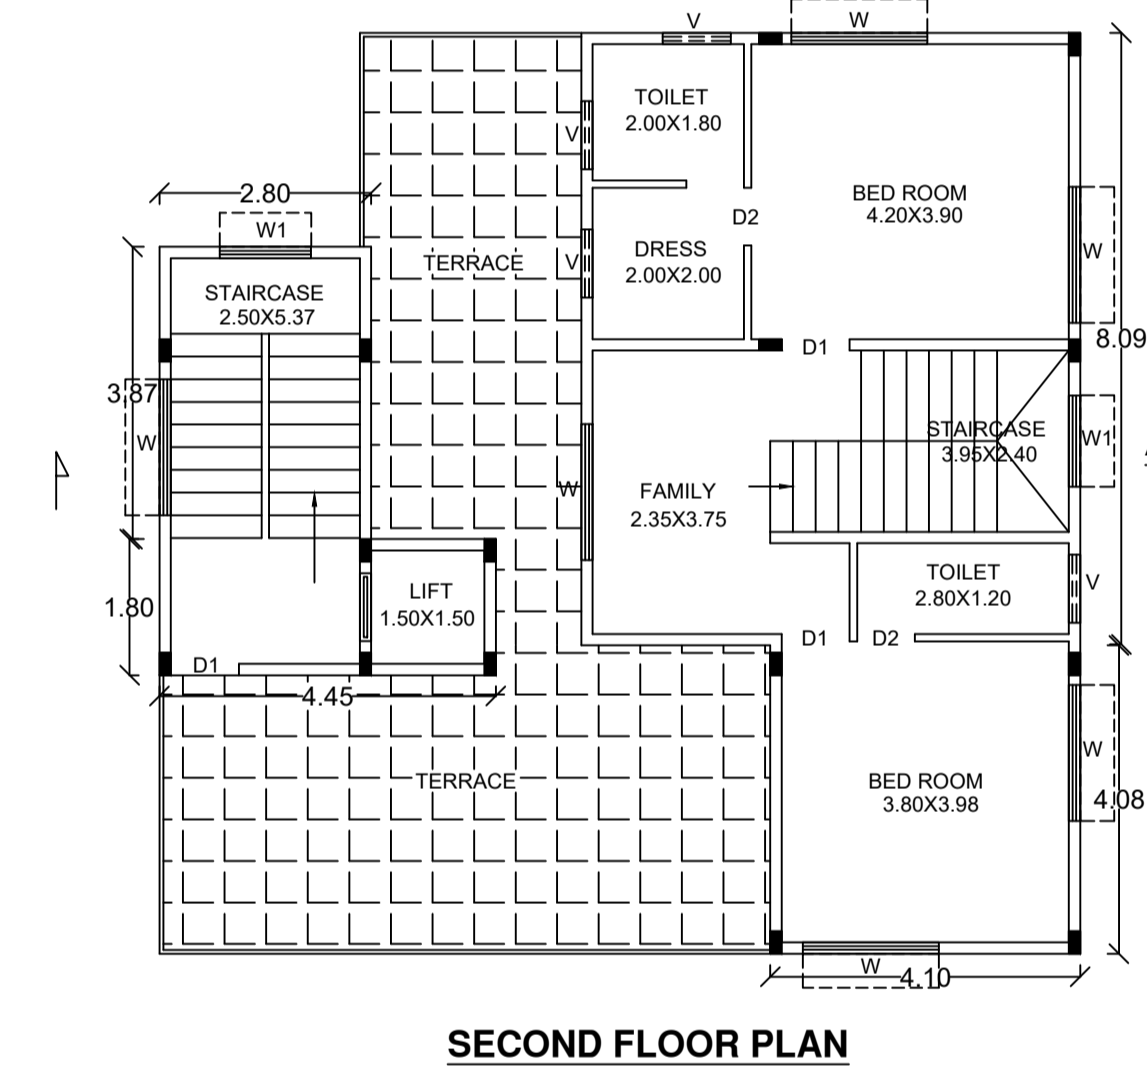 V
W
TOILET
2.00X1.80
V
BED ROOM
4.20X3.90
2.80
W1
D2
DRESS
2.00X2.00
W
TERRACE
V
STAIRCASE
2.50X5.37
8.09
D1
3.87
W
STAIRCASE
3.95X2.40
W1
W
FAMILY
2.35X3.75
TOILET
2.80X1.20
V
LIFT
1.50X1.50
1.80
D1
D1
D2
4.45
W
TERRACE
BED ROOM
3.80X3.98
4.08
W
4.10
SECOND FLOOR PLAN